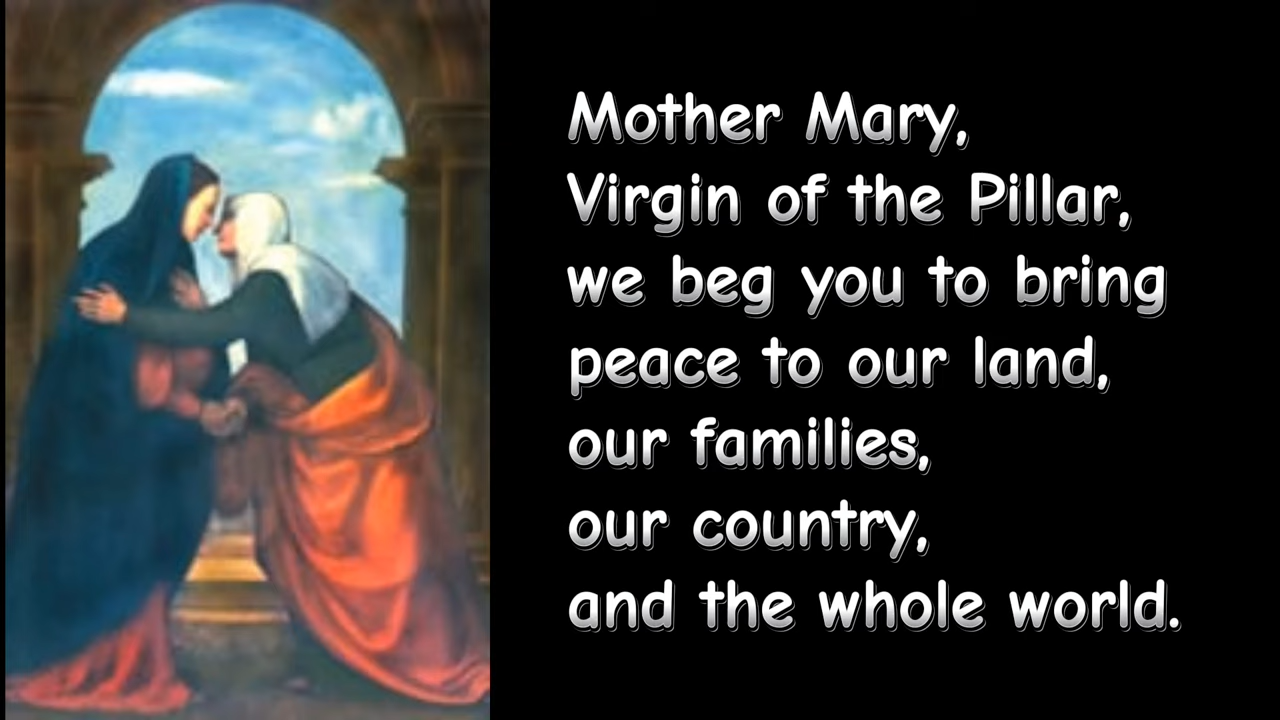 Mother Mary,
Virgin of the Pillar,
we beg you to bring
peace to our land,
our families,
our country,
and the whole world.